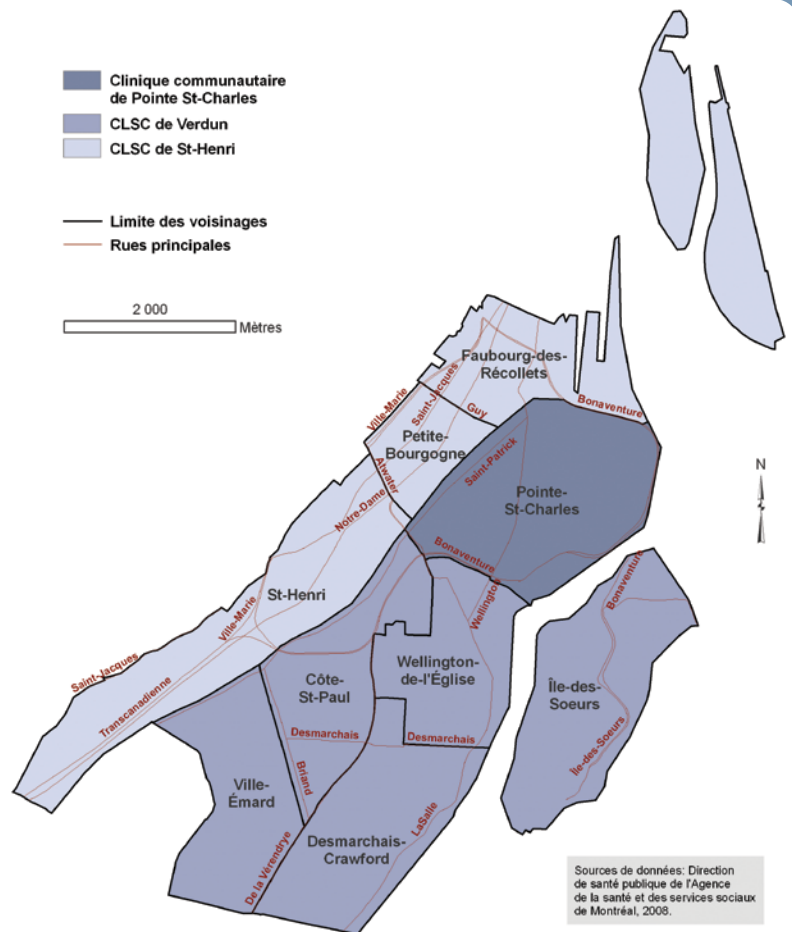 Clinique communautaire
de Pointe St-Charles
CLSC de Verdun
CLSC de St-Henri
Limite des voisinages
Rues principales
2 000
Mètres
Faubourg-des-
Récollets
Ville-Marie
Saint-Jacques
Guy
Bonaventure
Petite-
Bourgogne
Atwater
Saint-Patrick
Notre-Dame
Pointe-
St-Charles
N
Bonaventure
Wellington
Bonaventure
St-Henri
Ville-Marie
Saint-Jacques
Transcanadienne
Côte-
St-Paul
Wellington-
de-l'Église
Île-des-
Soeurs
Desmarchais
Desmarchais
Île-des-Soeurs
Briand
Ville-
Émard
LaSalle
Desmarchais-
Crawford
De la Vérendrye
Sources de données: Direction
de santé publique de l'Agence
de la santé et des services sociaux
de Montréal, 2008.